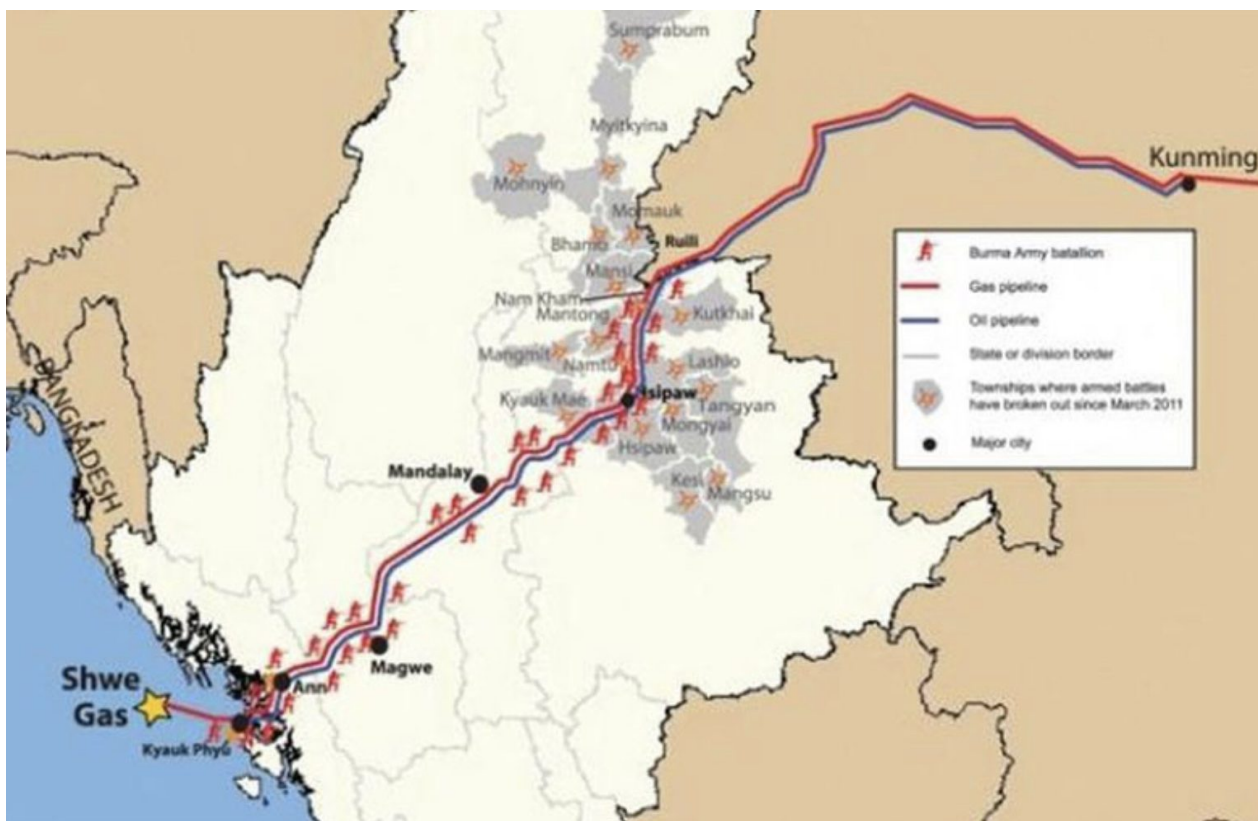 Sumprabum
Myitkyina
Kunming
Mohnyin
Momauk
Bhamo
Ruili
Mansi
Nam Kham
Mantong
Kutkhai
Mangmit
Namtu
Lashio
Kyauk Mae
Hsipaw
Tangyan
Mongyai
Hsipaw
Mandalay
Kesi
Mangsu
BANGKADESH
Burma Army batallion
Gas pipeline
Oil pipeline
State or division border
Townships where armed battles
have broken out since March 2011
Major city
Magwe
Ann
Shwe
Gas
Kyauk Phyu